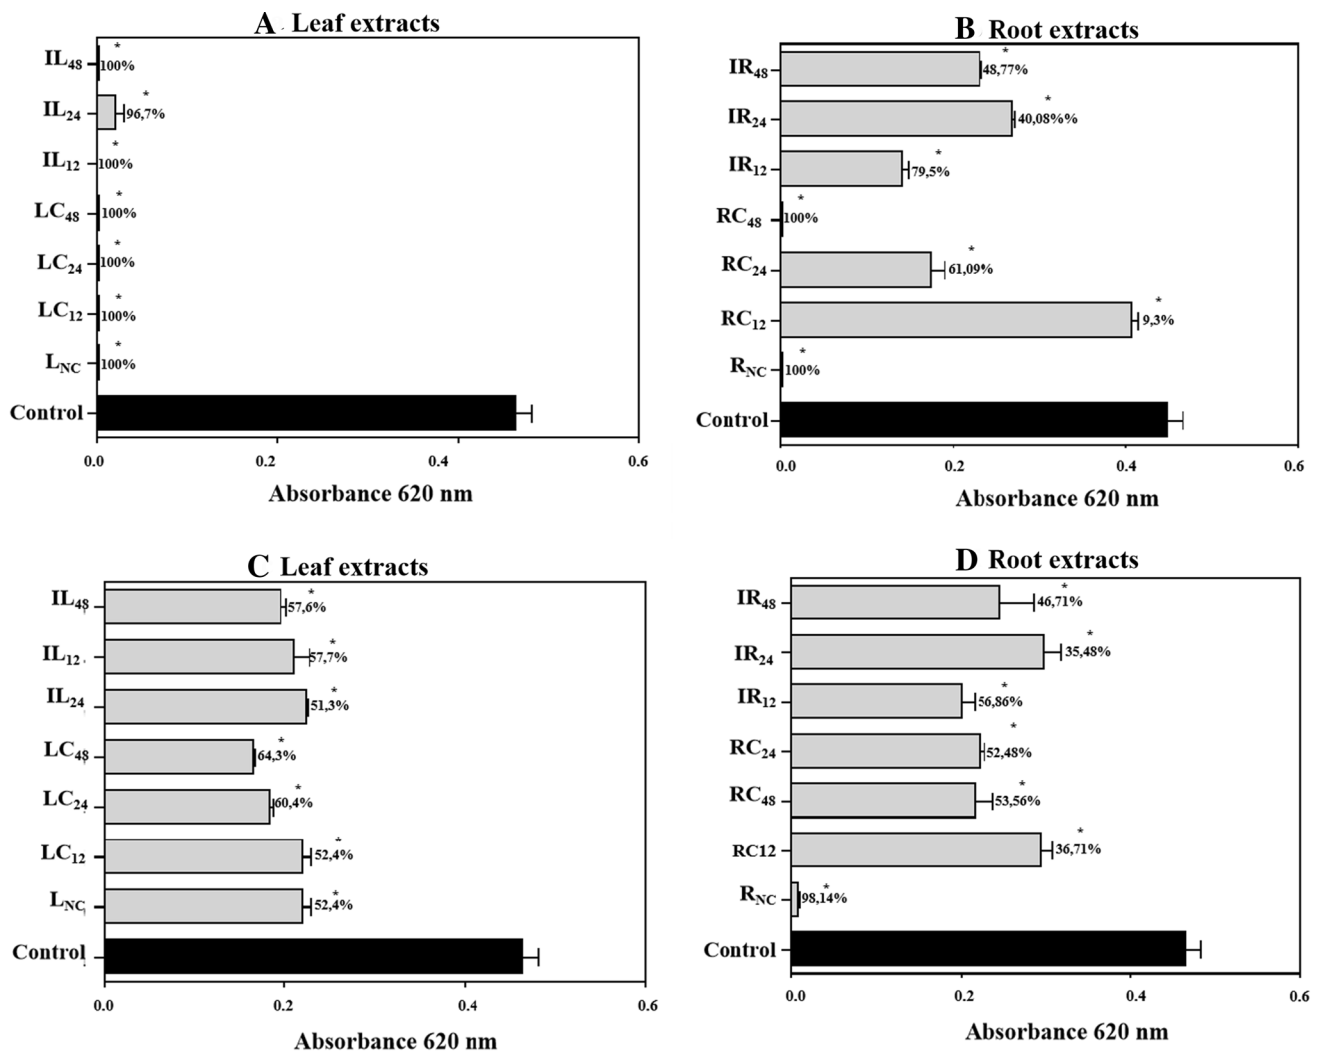 A Leaf extracts
IL48 * 100%
IL24 * 96,7%
IL12 * 100%
LC48 * 100%
LC24 * 100%
LC12 * 100%
LNC * 100%
Control
0.0 0.2 0.4 0.6
Absorbance 620 nm
B Root extracts
IR48 * 48,77%
IR24 * 40,08%%
IR12 * 79,5%
RC48 * 100%
RC24 * 61,09%
RC12 * 9,3%
RNC * 100%
Control
0.0 0.2 0.4 0.6
Absorbance 620 nm
C Leaf extracts
IL48 * 57,6%
IL12 * 57,7%
IL24 * 51,3%
LC48 * 64,3%
LC24 * 60,4%
LC12 * 52,4%
LNC * 52,4%
Control
0.0 0.2 0.4 0.6
Absorbance 620 nm
D Root extracts
IR48 * 46,71%
IR24 * 35,48%
IR12 * 56,86%
RC24 * 52,48%
RC48 * 53,56%
RC12 * 36,71%
RNC * 98,14%
Control
0.0 0.2 0.4 0.6
Absorbance 620 nm